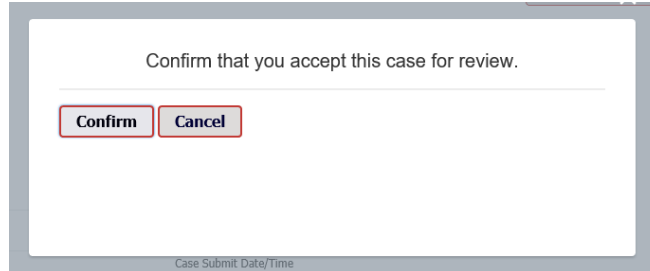 Confirm that you accept this case for review.
Confirm Cancel
Case Submit Date/Time